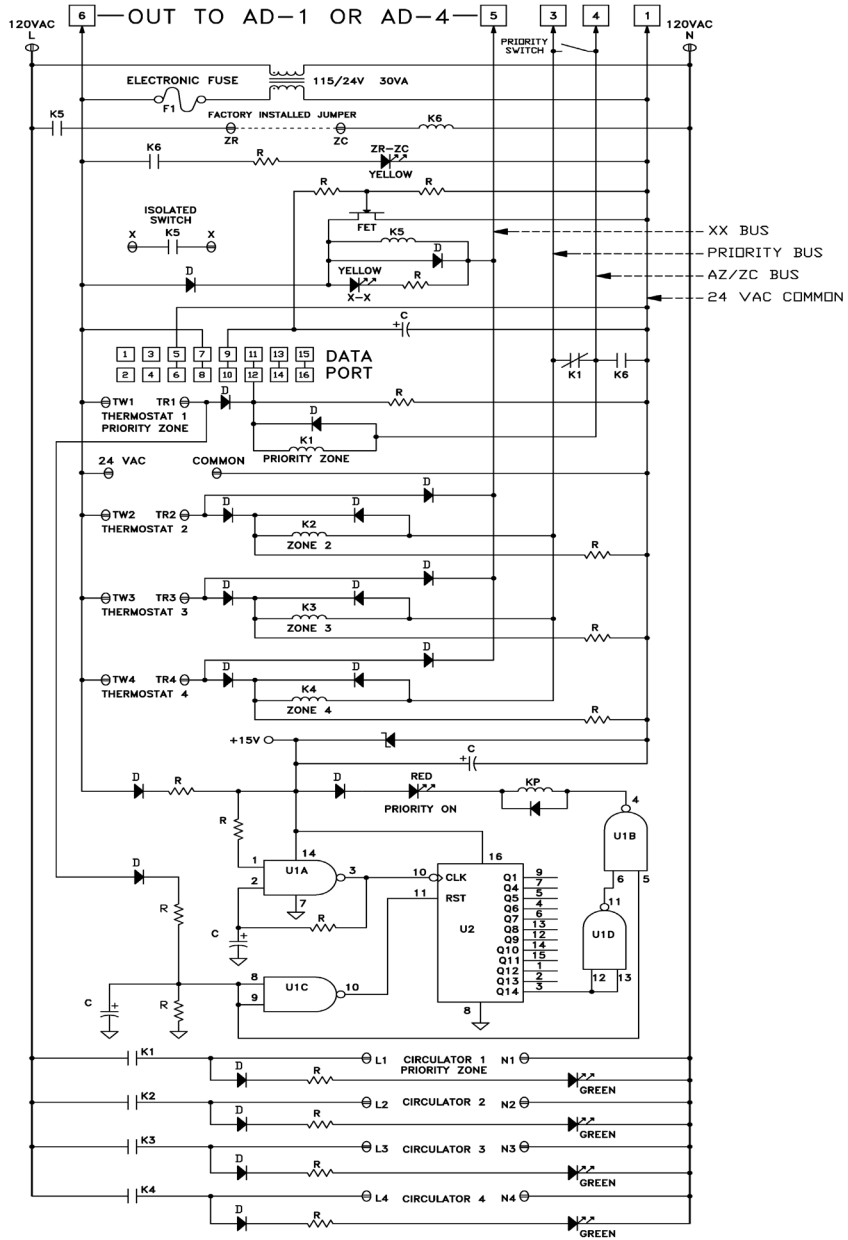 120VAC
L
6
OUT TO AD-1 OR AD-4
5
3
4
1
120VAC
N
PRIORITY
SWITCH
ELECTRONIC FUSE
F1
115/24V 30VA
K5
FACTORY INSTALLED JUMPER
ZR
ZC
K6
K6
R
ZR-ZC
YELLOW
R
R
FET
ISOLATED
SWITCH
X
K5
X
K5
D
XX BUS
PRIORITY BUS
AZ/ZC BUS
24 VAC COMMON
D
YELLOW
X-X
R
+
C
1 3 5 7 9 11 13 15
2 4 6 8 10 12 14 16
DATA
PORT
K1
K6
TW1
TR1
D
R
THERMOSTAT 1
PRIORITY ZONE
D
K1
PRIORITY ZONE
24 VAC
COMMON
D
TW2
TR2
D
D
THERMOSTAT 2
K2
ZONE 2
R
D
TW3
TR3
D
D
THERMOSTAT 3
K3
ZONE 3
R
D
TW4
TR4
D
D
THERMOSTAT 4
K4
ZONE 4
R
+15V
+
C
D
R
D
RED
PRIORITY ON
KP
4
U1B
6
5
R
1
2
14
U1A
3
7
10
CLK
11
RST
16
U2
8
Q1 9
Q4 7
Q5 5
Q6 4
Q7 6
Q8 13
Q9 12
Q10 14
Q11 15
Q12 1
Q13 2
Q14 3
11
U1D
12
13
D
R
C
+
R
8
9
U1C
10
C
+
R
K1
L1
CIRCULATOR 1
PRIORITY ZONE
N1
D
R
GREEN
K2
L2
CIRCULATOR 2
N2
D
R
GREEN
K3
L3
CIRCULATOR 3
N3
D
R
GREEN
K4
L4
CIRCULATOR 4
N4
D
R
GREEN